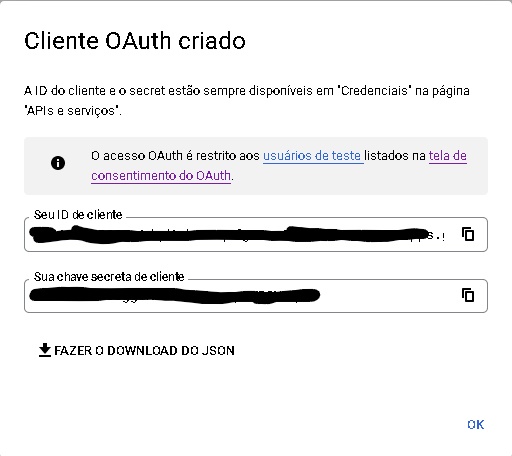 Cliente OAuth criado
A ID do cliente e o secret estão sempre disponíveis em "Credenciais" na página
"APIs e serviços".
O acesso OAuth é restrito aos usuários de teste listados na tela de
consentimento do OAuth.
Seu ID de cliente
Sua chave secreta de cliente
FAZER O DOWNLOAD DO JSON
OK